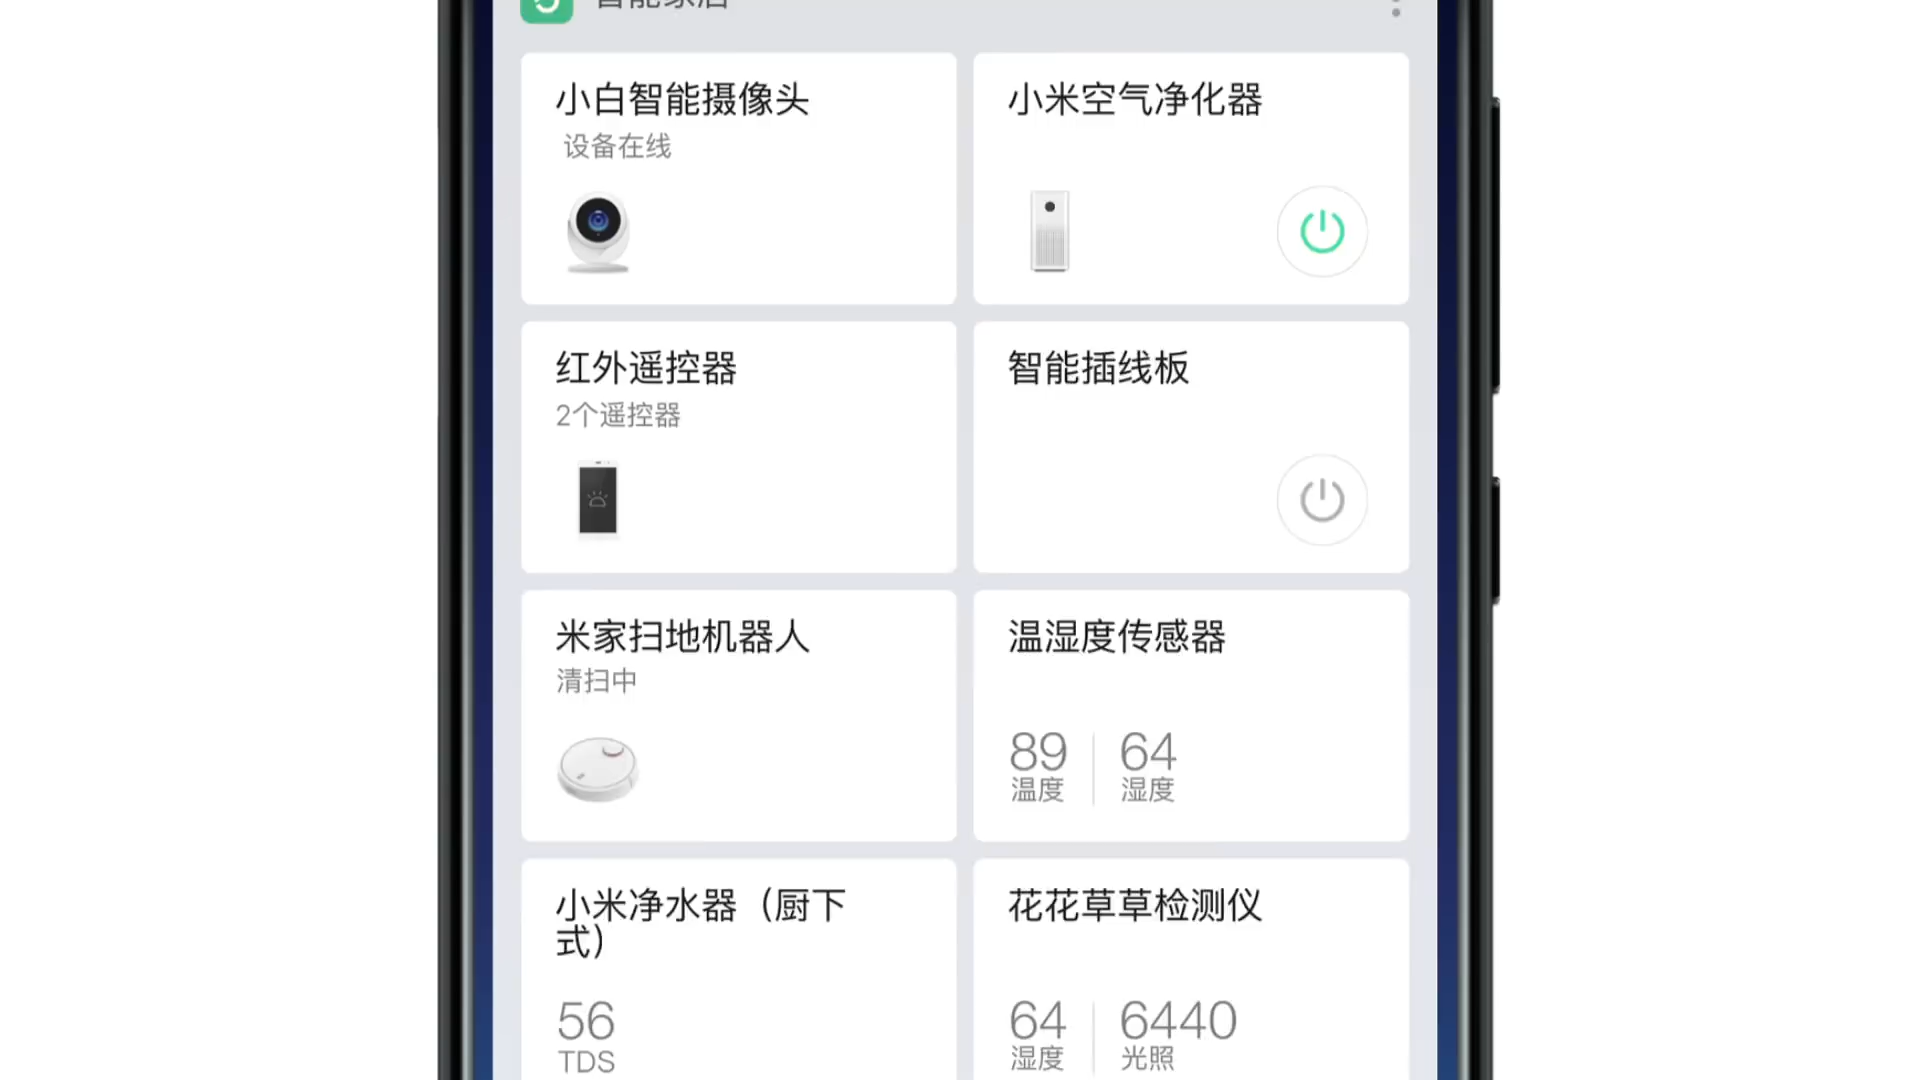 智能家居
小白智能摄像头
设备在线
小米空气净化器
红外遥控器
2个遥控器
智能插线板
米家扫地机器人
清扫中
温湿度传感器
89
温度
64
湿度
小米净水器（厨下
式）
56
TDS
花花草草检测仪
64
湿度
6440
光照